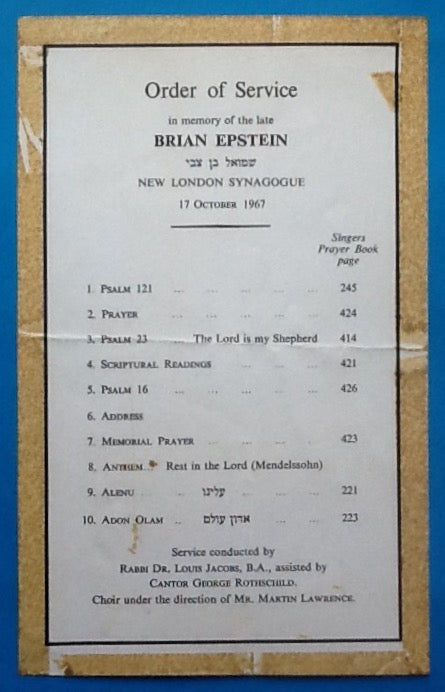 Order of Service
in memory of the late
BRIAN EPSTEIN
שמואל בן צבי
NEW LONDON SYNAGOGUE
17 OCTOBER 1967
Singers
Prayer Book
page
1. PSALM 121 ... ... ... ... ... 245
2. PRAYER ... ... ... ... ... 424
3. PSALM 23 ... The Lord is my Shepherd 414
4. SCRIPTURAL READINGS ... ... ... 421
5. PSALM 16 ... ... ... ... ... 426
6. ADDRESS
7. MEMORIAL PRAYER ... ... ... ... 423
8. ANTHEM ... Rest in the Lord (Mendelssohn)
9. ALENU ... ... עלינו ... ... 221
10. ADON OLAM ... אדון עולם ... ... 223
Service conducted by
RABBI DR. LOUIS JACOBS, B.A., assisted by
CANTOR GEORGE ROTHSCHILD.
Choir under the direction of MR. MARTIN LAWRENCE.